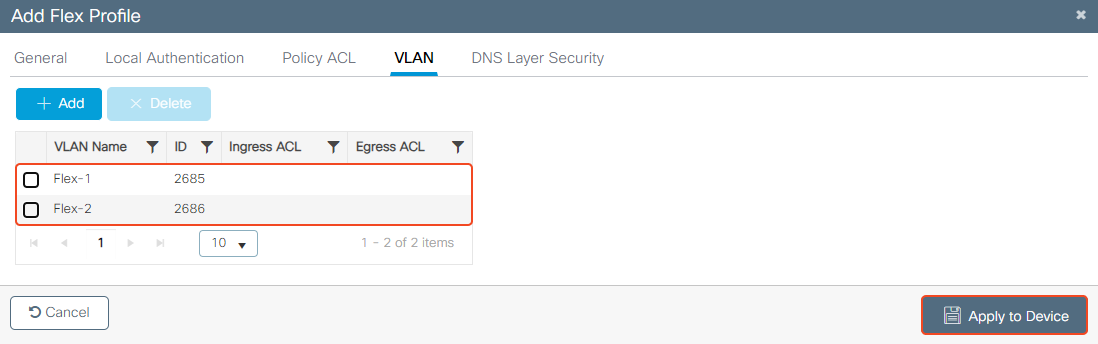 Add Flex Profile
General Local Authentication Policy ACL VLAN DNS Layer Security
Add Delete
VLAN Name ID Ingress ACL Egress ACL
Flex-1 2685
Flex-2 2686
1 10 1 - 2 of 2 items
Cancel Apply to Device